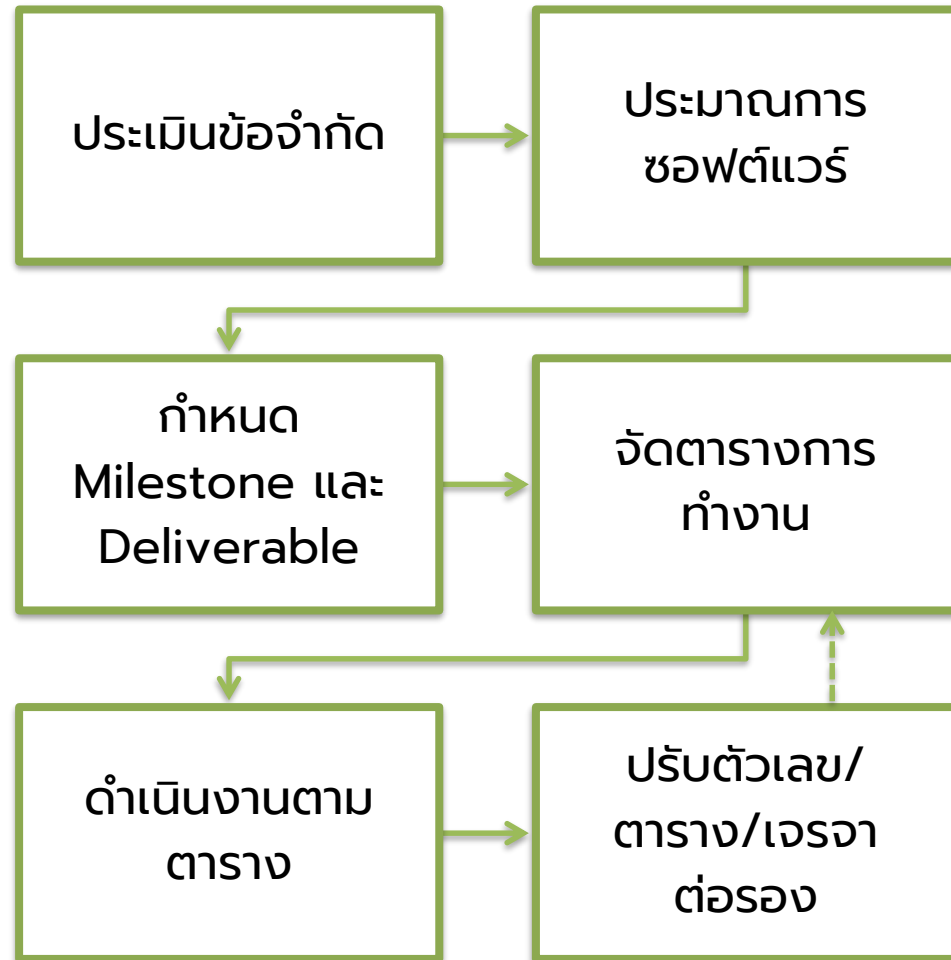 ประเมินข้อจำกัด
ประมาณการ
ซอฟต์แวร์
กำหนด
Milestone และ
Deliverable
จัดตารางการ
ทำงาน
ดำเนินงานตาม
ตาราง
ปรับตัวเลข/
ตาราง/เจรจา
ต่อรอง